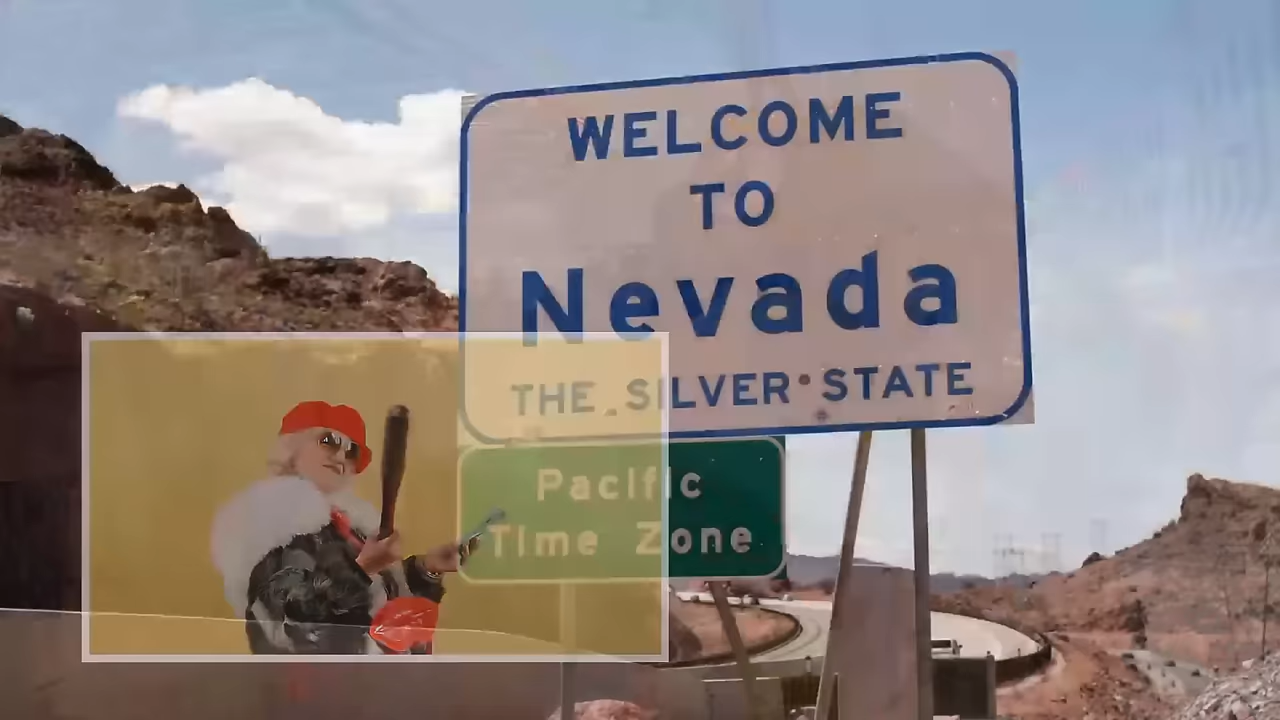 WELCOME
TO
Nevada
THE SILVER STATE
Pacific
Time Zone